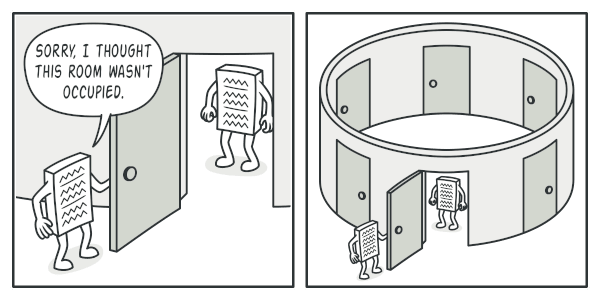 SORRY, I THOUGHT
THIS ROOM WASN'T
OCCUPIED.